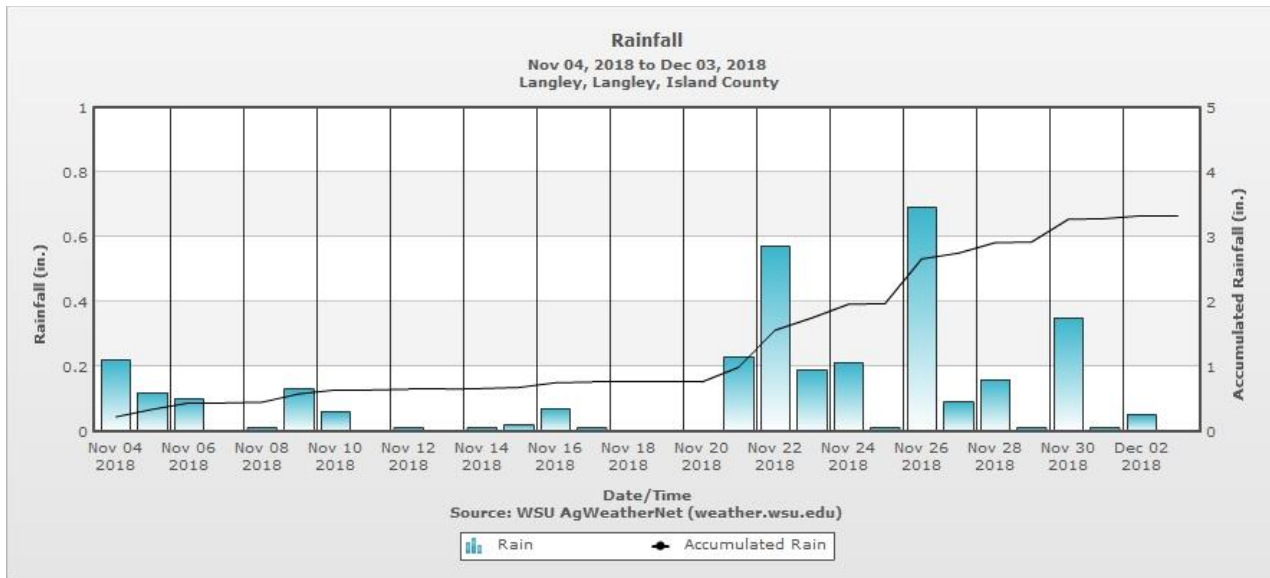 Rainfall
Nov 04, 2018 to Dec 03, 2018
Langley, Langley, Island County
1
0.8
0.6
0.4
0.2
0
Rainfall (in.)
5
4
3
2
1
0
Accumulated Rainfall (in.)
Nov 04 Nov 06 Nov 08 Nov 10 Nov 12 Nov 14 Nov 16 Nov 18 Nov 20 Nov 22 Nov 24 Nov 26 Nov 28 Nov 30 Dec 02
2018 2018 2018 2018 2018 2018 2018 2018 2018 2018 2018 2018 2018 2018 2018
Date/Time
Source: WSU AgWeatherNet (weather.wsu.edu)
Rain Accumulated Rain